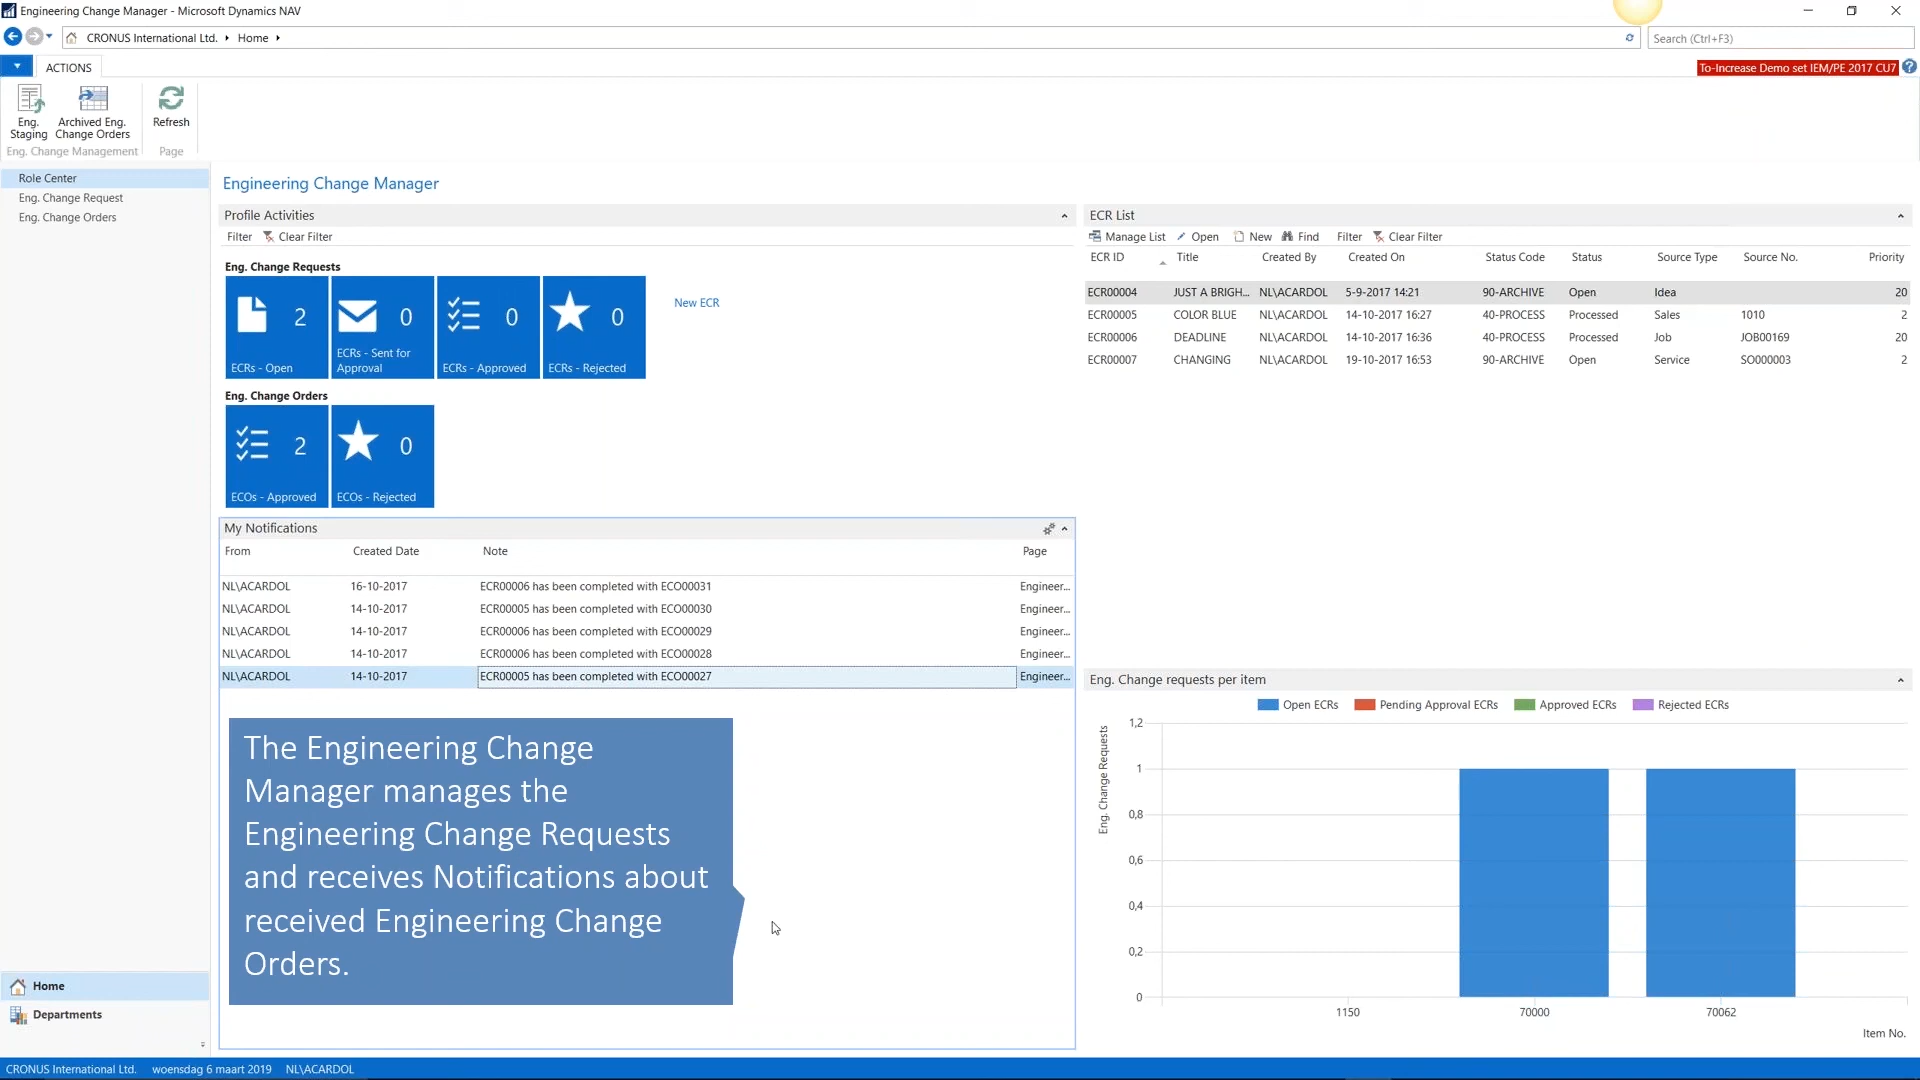 Engineering Change Manager - Microsoft Dynamics NAV
CRONUS International Ltd. Home
Search (Ctrl+F3)
ACTIONS
To-Increase Demo set IEM/PE 2017 CU7
Eng. Staging
Archived Eng. Change Orders
Refresh
Eng. Change Management
Page
Role Center
Eng. Change Request
Eng. Change Orders
Engineering Change Manager
Profile Activities
Filter Clear Filter
Eng. Change Requests
2
ECRs - Open
0
ECRs - Sent for Approval
0
ECRs - Approved
0
ECRs - Rejected
New ECR
Eng. Change Orders
2
ECOs - Approved
0
ECOs - Rejected
My Notifications
From Created Date Note Page
NL\ACARDOL 16-10-2017 ECR00006 has been completed with ECO00031 Engineer...
NL\ACARDOL 14-10-2017 ECR00005 has been completed with ECO00030 Engineer...
NL\ACARDOL 14-10-2017 ECR00006 has been completed with ECO00029 Engineer...
NL\ACARDOL 14-10-2017 ECR00006 has been completed with ECO00028 Engineer...
NL\ACARDOL 14-10-2017 ECR00005 has been completed with ECO00027 Engineer...
The Engineering Change
Manager manages the
Engineering Change Requests
and receives Notifications about
received Engineering Change
Orders.
ECR List
Manage List Open New Find Filter Clear Filter
ECR ID Title Created By Created On Status Code Status Source Type Source No. Priority
ECR00004 JUST A BRIGH... NL\ACARDOL 5-9-2017 14:21 90-ARCHIVE Open Idea 20
ECR00005 COLOR BLUE NL\ACARDOL 14-10-2017 16:27 40-PROCESS Processed Sales 1010 2
ECR00006 DEADLINE NL\ACARDOL 14-10-2017 16:36 40-PROCESS Processed Job JOB00169 20
ECR00007 CHANGING NL\ACARDOL 19-10-2017 16:53 90-ARCHIVE Open Service SO000003 2
Eng. Change requests per item
Open ECRs Pending Approval ECRs Approved ECRs Rejected ECRs
Eng. Change Requests
1,2
1
0,8
0,6
0,4
0,2
0
1150 70000 70062
Item No.
Home
Departments
CRONUS International Ltd. woensdag 6 maart 2019 NL\ACARDOL